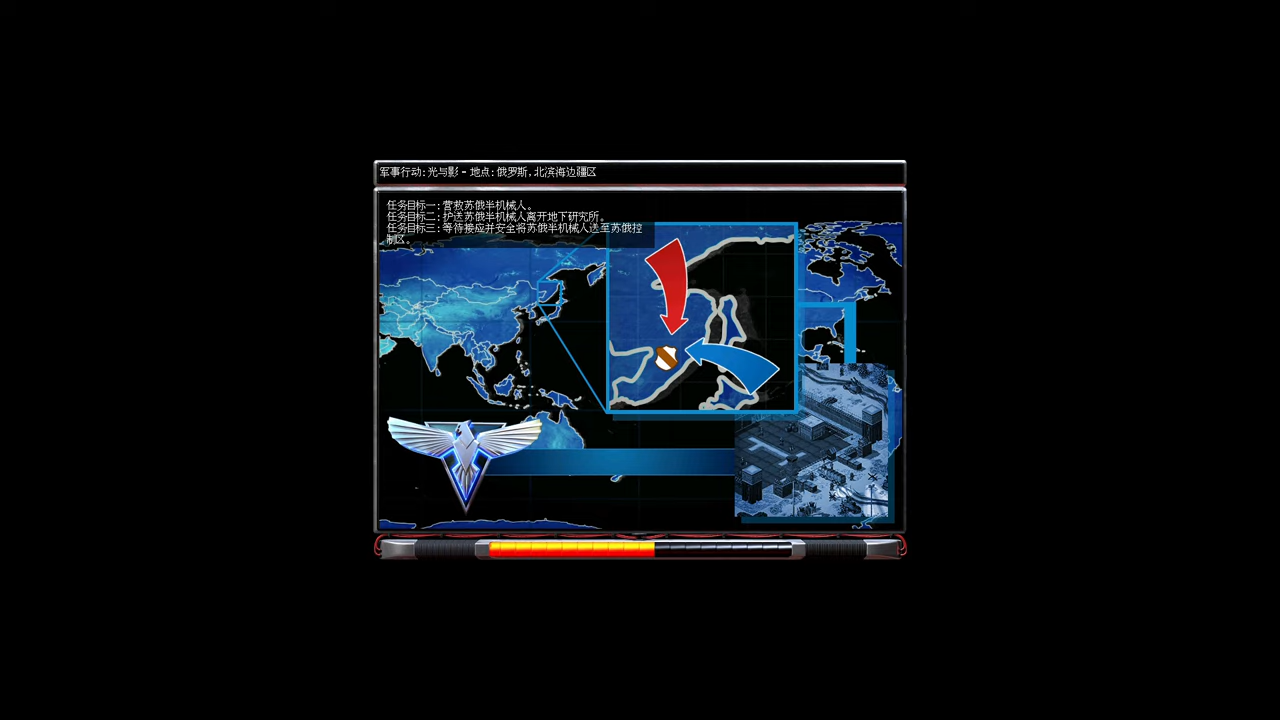 军事行动:光与影 - 地点:俄罗斯,北滨海边疆区
任务目标一:营救苏俄半机械人。
任务目标二:护送苏俄半机械人离开地下研究所。
任务目标三:等待接应并安全将苏俄半机械人送至苏俄控
制区。